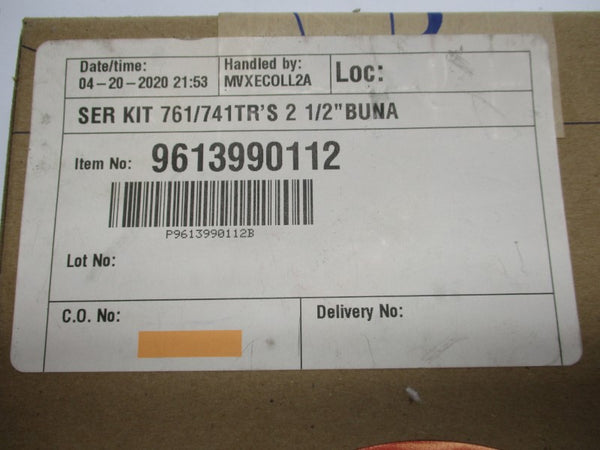 Date/time:
04-20-2020 21:53
Handled by:
MVXECOLL2A
Loc:
SER KIT 761/741TR'S 2 1/2"BUNA
Item No: 9613990112
P9613990112B
Lot No:
C.O. No:
Delivery No: